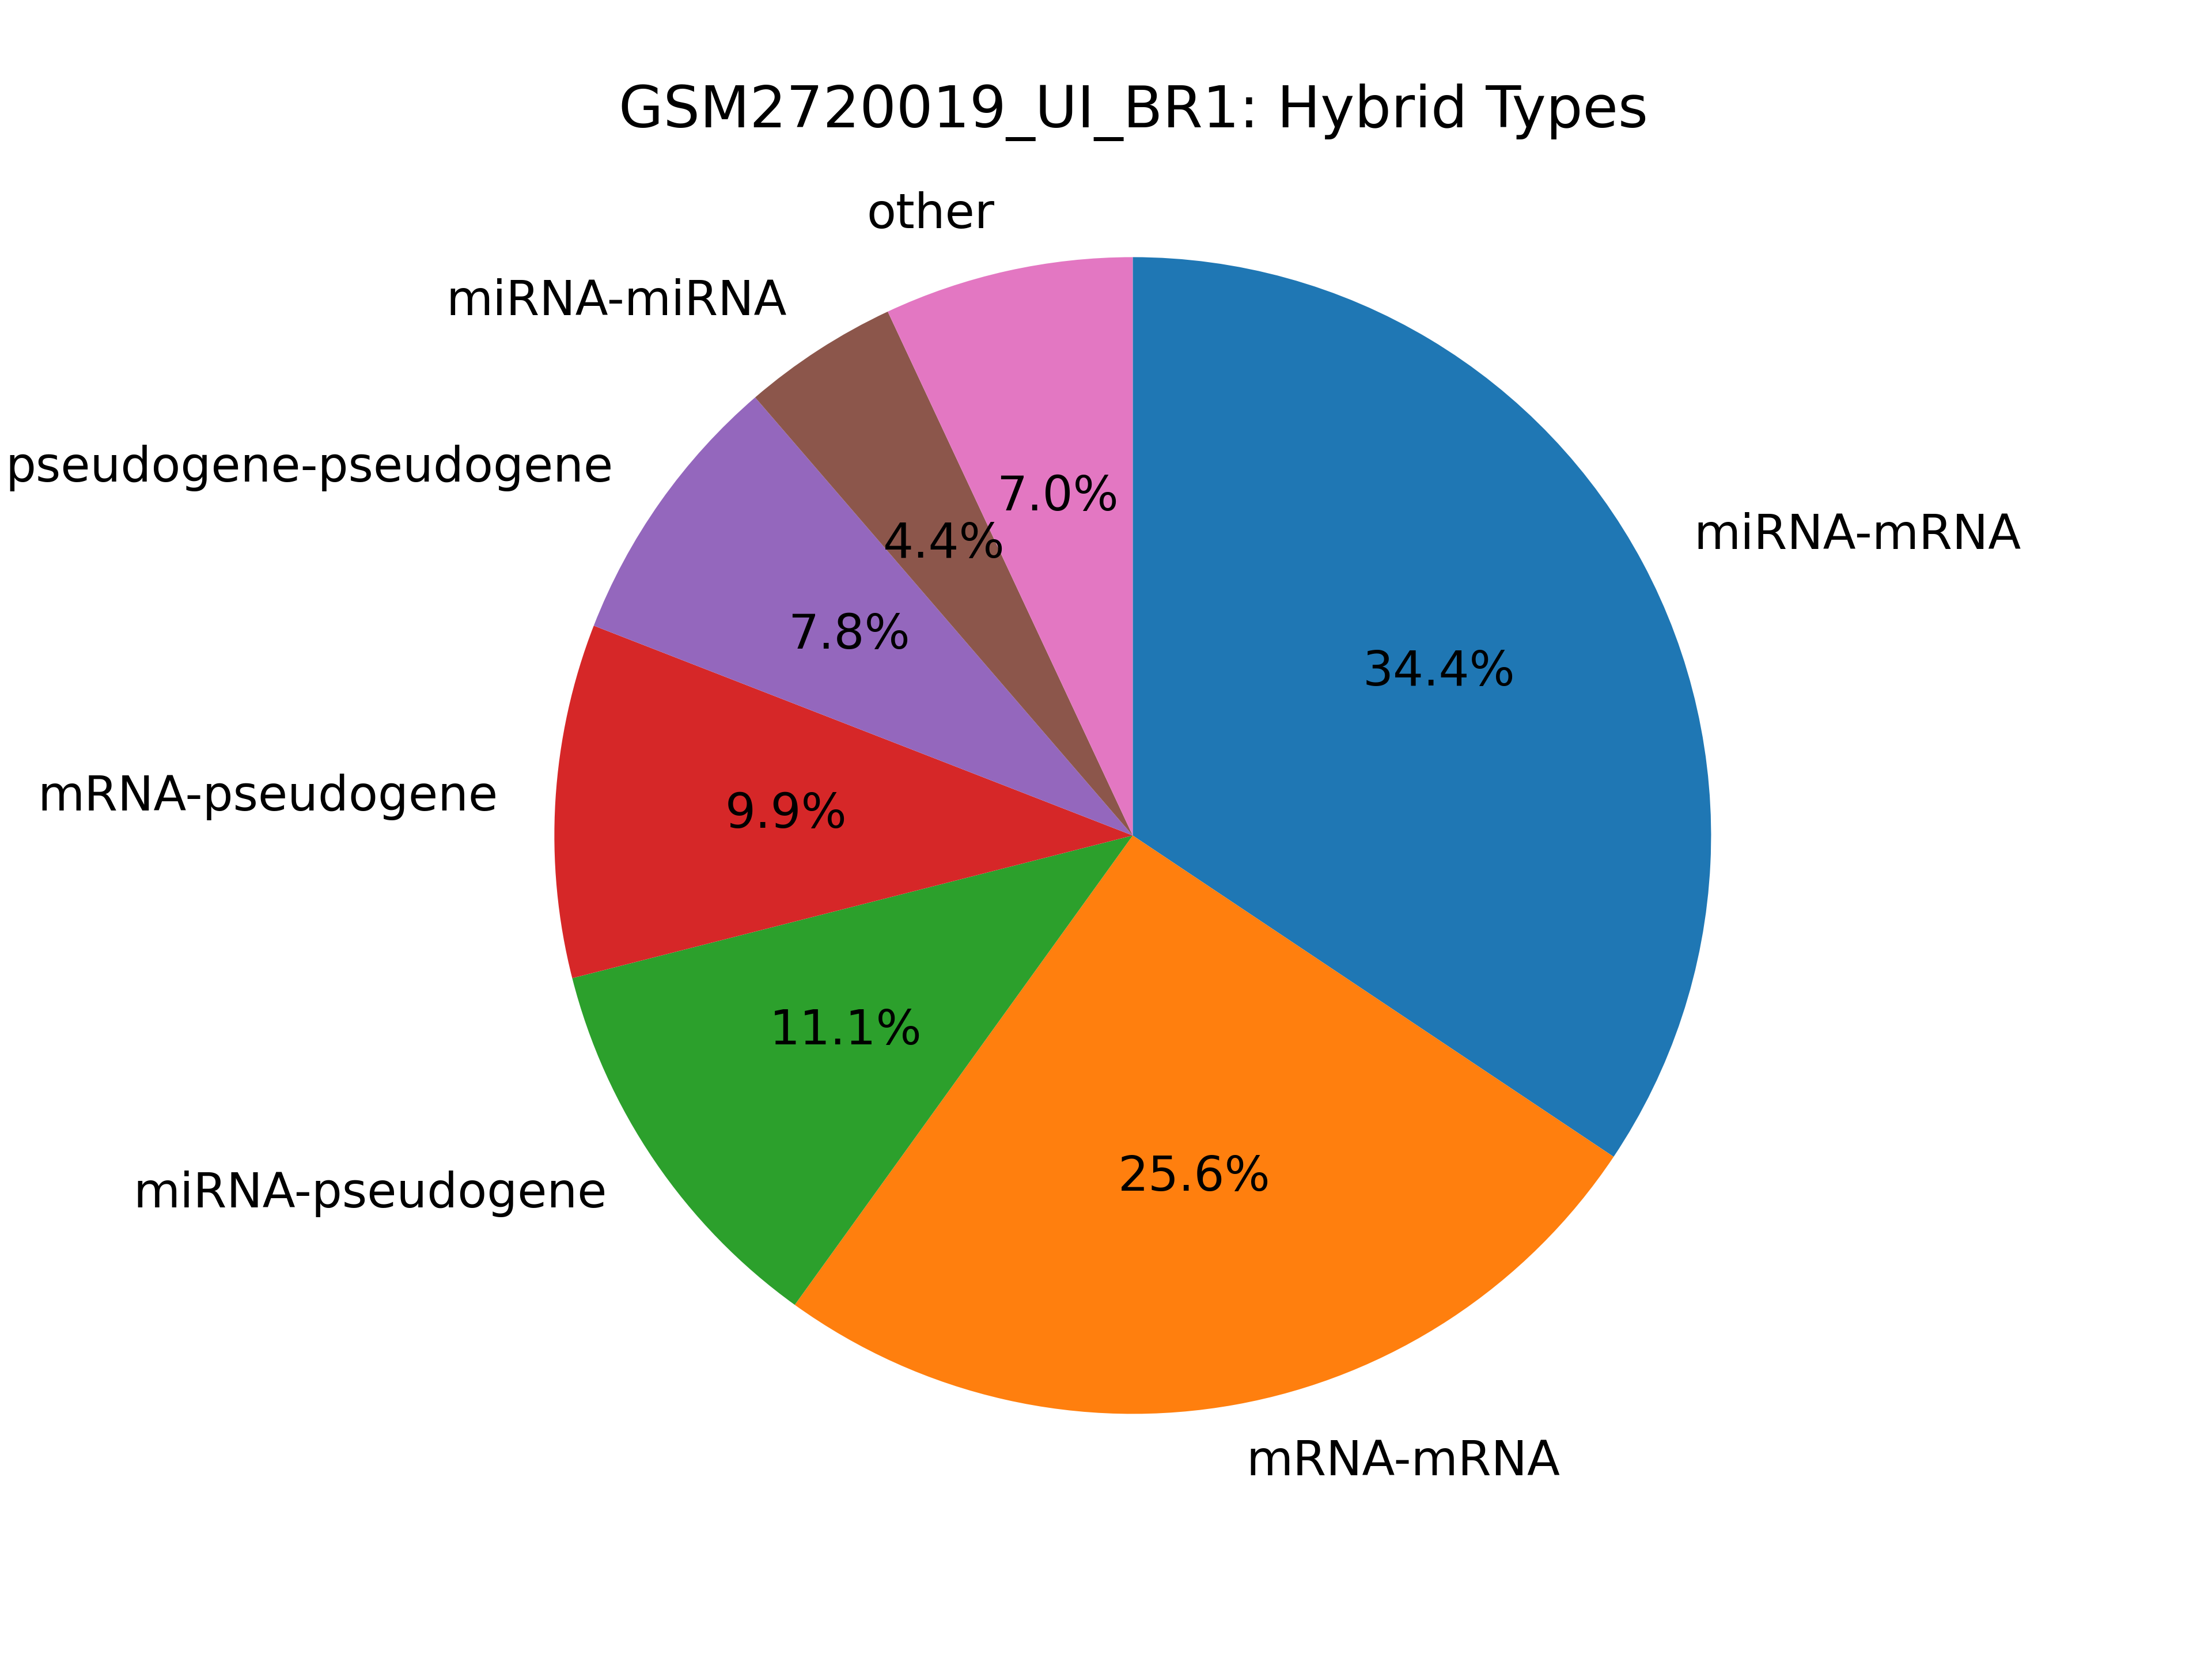 GSM2720019_UI_BR1: Hybrid Types
other
miRNA-miRNA
pseudogene-pseudogene
7.0%
miRNA-mRNA
4.4%
7.8%
34.4%
mRNA-pseudogene
9.9%
11.1%
25.6%
miRNA-pseudogene
mRNA-mRNA